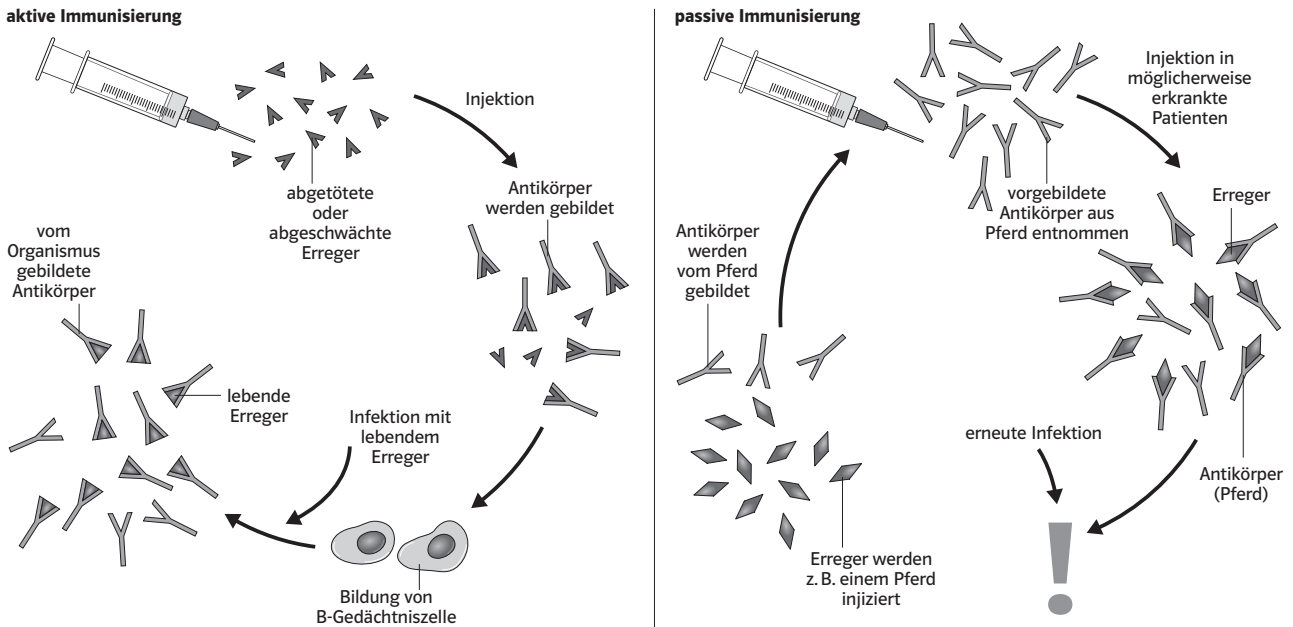 aktive Immunisierung
Injektion
abgetötete
oder
abgeschwächte
Erreger
Antikörper
werden gebildet
vom
Organismus
gebildete
Antikörper
lebende
Erreger
Infektion mit
lebendem
Erreger
Bildung von
B-Gedächtniszelle
passive Immunisierung
Injektion in
möglicherweise
erkrankte
Patienten
vorgebildete
Antikörper aus
Pferd entnommen
Erreger
Antikörper
werden
vom Pferd
gebildet
erneute Infektion
Antikörper
(Pferd)
Erreger werden
z. B. einem Pferd
injiziert
!